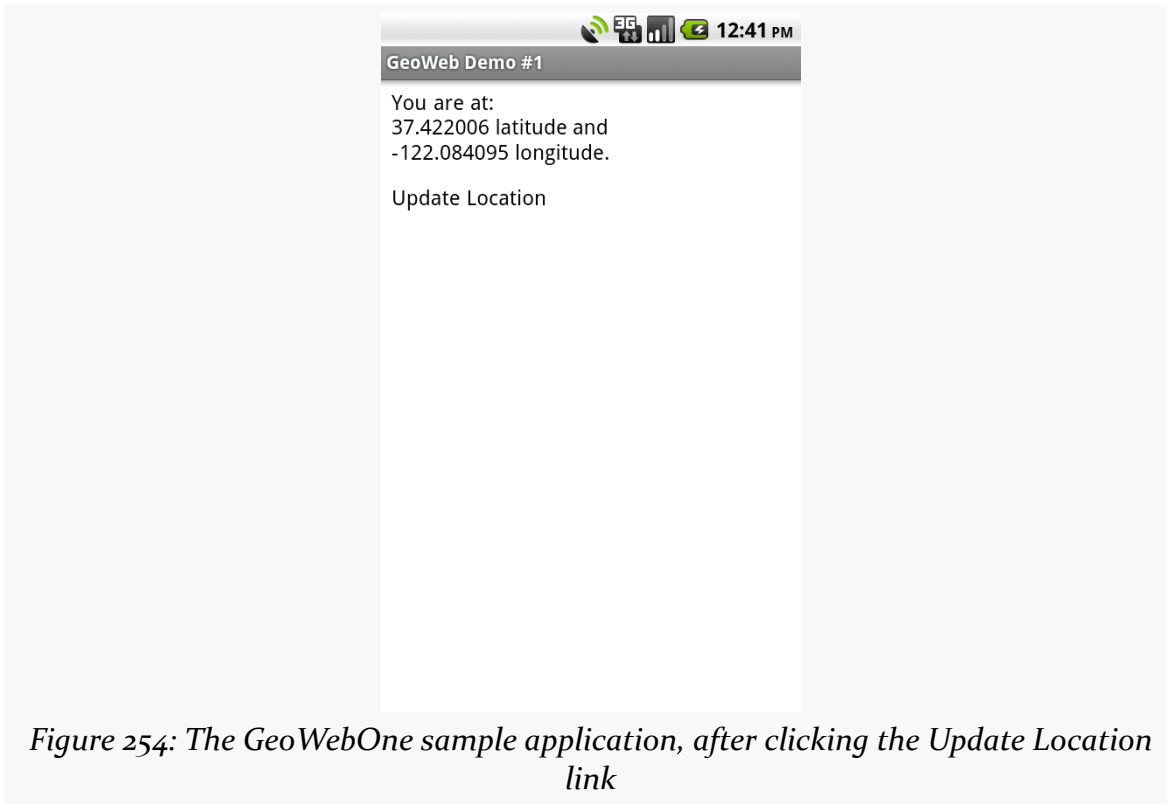 3G 12:41 PM
GeoWeb Demo #1
You are at:
37.422006 latitude and
-122.084095 longitude.
Update Location
Figure 254: The GeoWebOne sample application, after clicking the Update Location
link